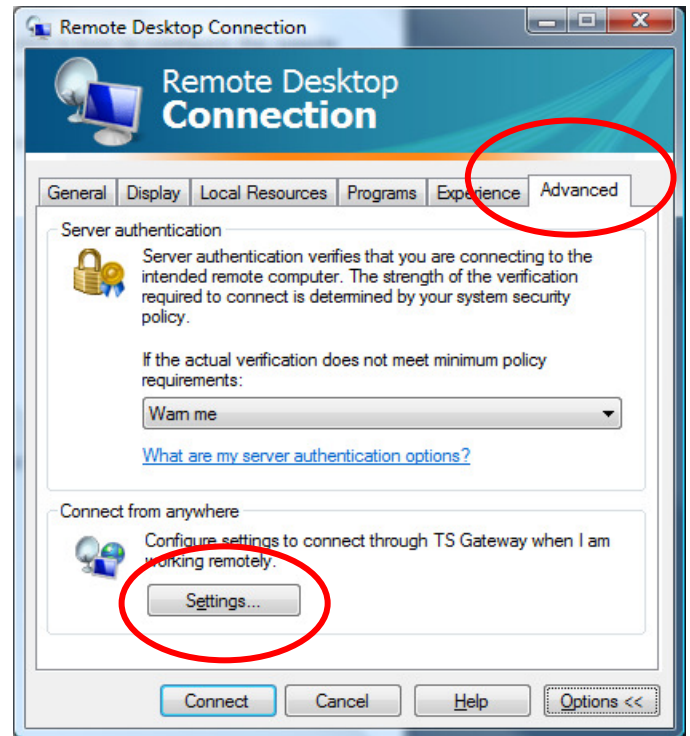 Remote Desktop Connection
Remote Desktop
Connection
General Display Local Resources Programs Experience Advanced
Server authentication
Server authentication verifies that you are connecting to the
intended remote computer. The strength of the verification
required to connect is determined by your system security
policy.
If the actual verification does not meet minimum policy
requirements:
Warn me
What are my server authentication options?
Connect from anywhere
Configure settings to connect through TS Gateway when I am
working remotely.
Settings...
Connect Cancel Help Options <<